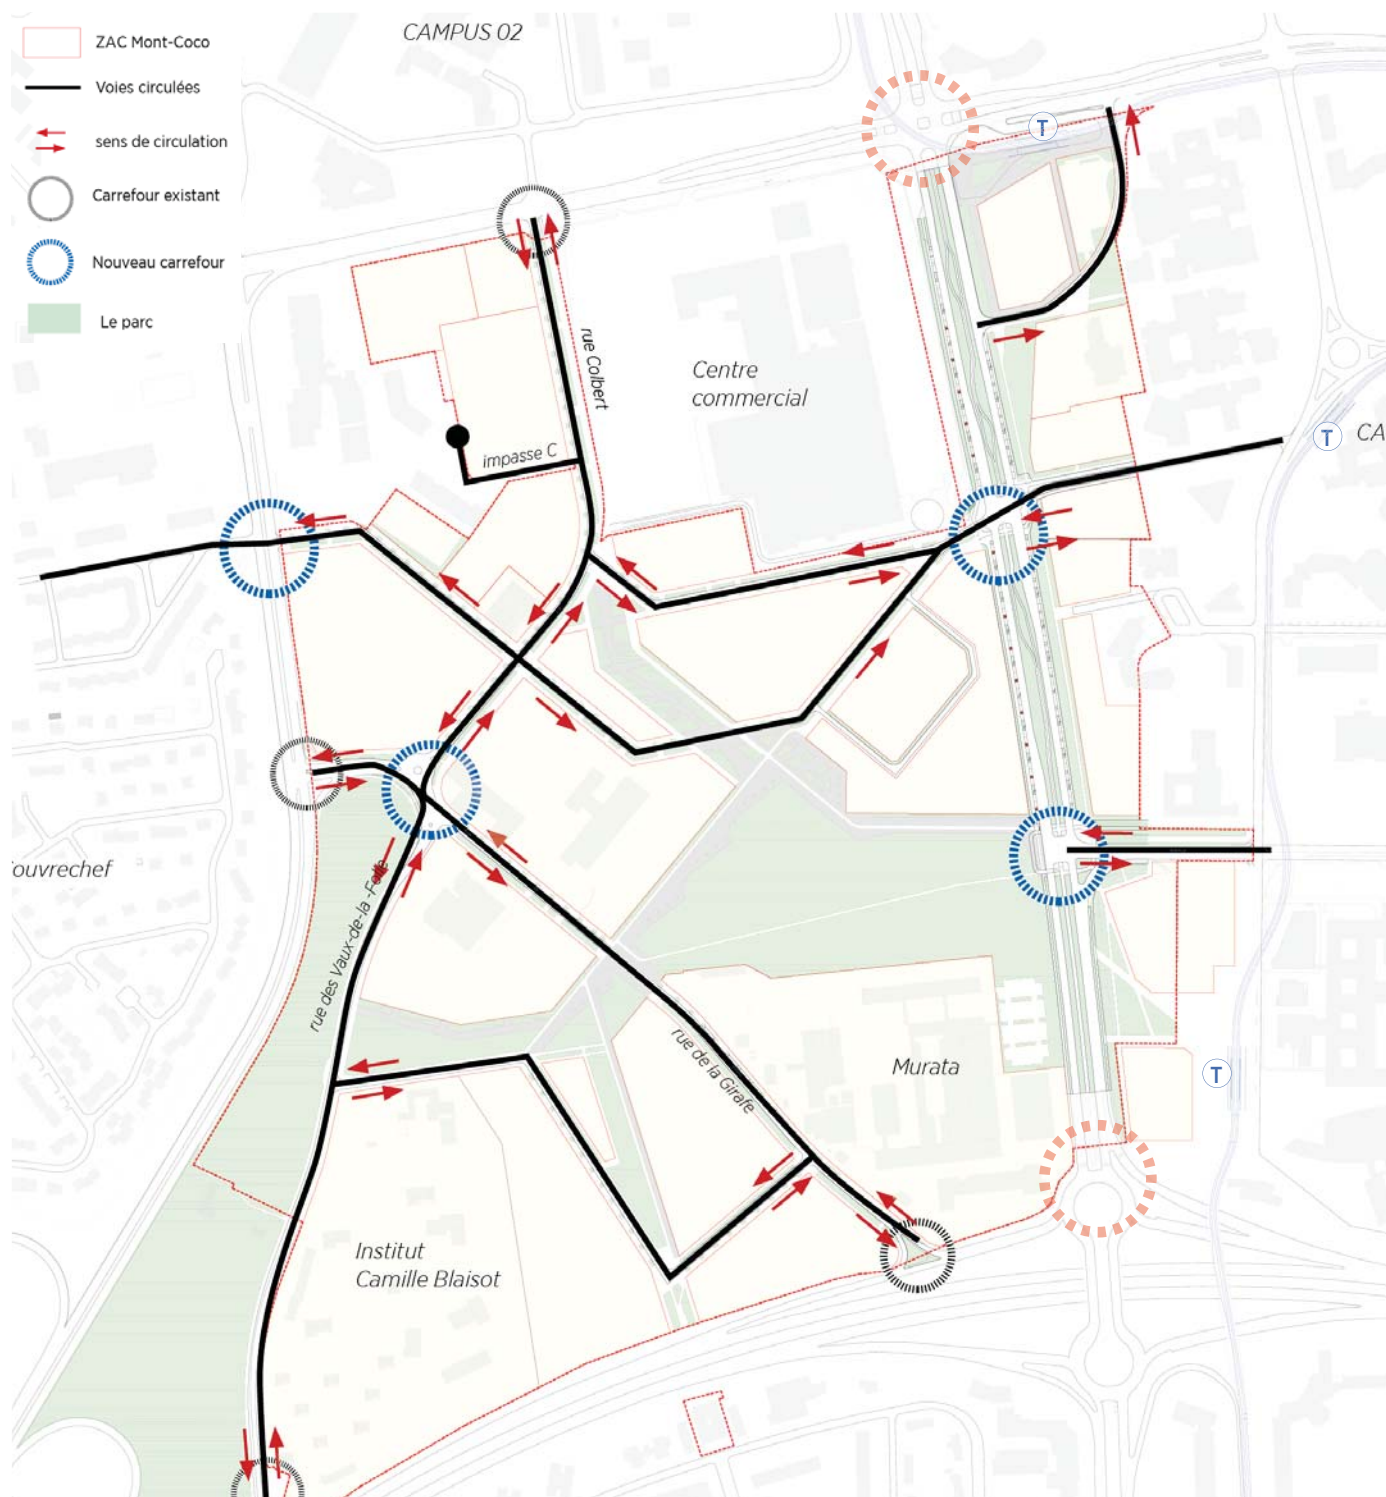 CAMPUS 02
ZAC Mont-Coco
Voies circulées
sens de circulation
Carrefour existant
Nouveau carrefour
Le parc
T
rue Colbert
Centre
commercial
T
CA
impasse C
ouvrechef
rue des Vaux-de-la -Folie
rue de la Girafe
Murata
T
Institut
Camille Blaisot